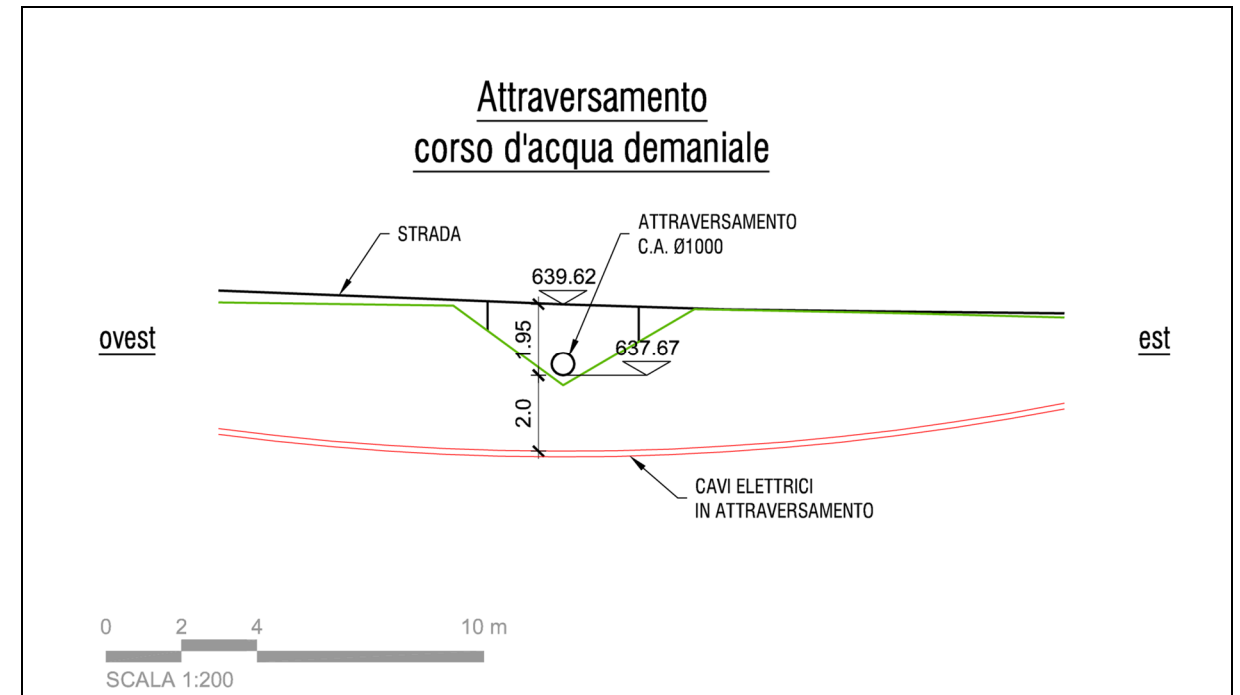 Attraversamento
corso d'acqua demaniale
STRADA
ATTRAVERSAMENTO
C.A. Ø1000
639.62
ovest
1.95
637.67
est
2.0
CAVI ELETTRICI
IN ATTRAVERSAMENTO
0 2 4 10 m
SCALA 1:200